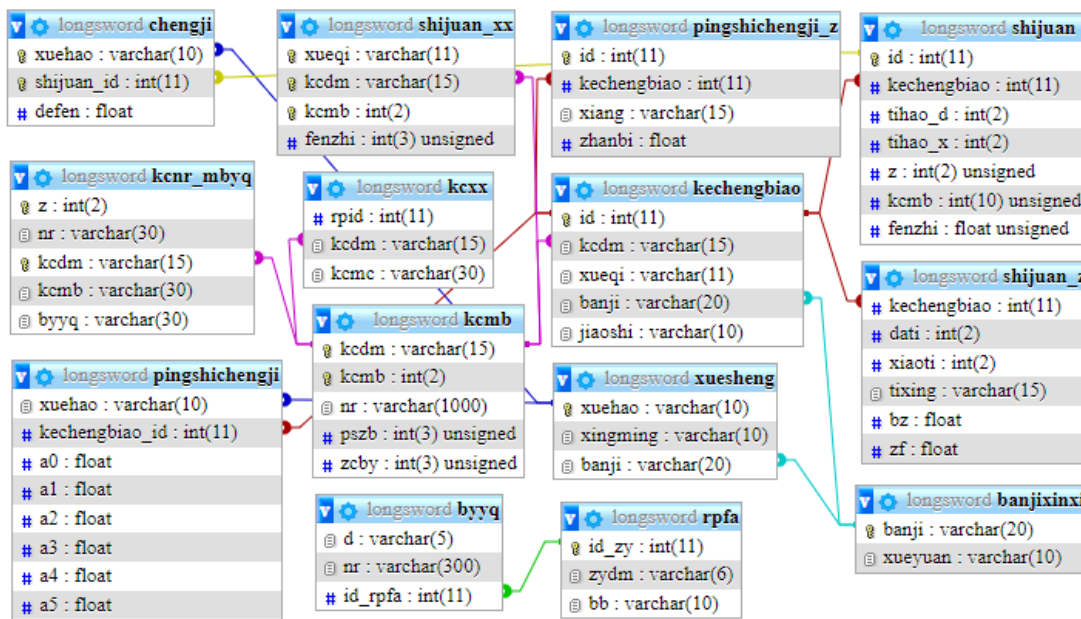 longsword chengji
xuehao : varchar(10)
shijuan_id : int(11)
defen : float
longsword shijuan_xx
xueqi : varchar(11)
kcdm : varchar(15)
kcmb : int(2)
fenzhi : int(3) unsigned
longsword pingshichengji_z
id : int(11)
kechengbiao : int(11)
xiang : varchar(15)
zhanbi : float
longsword shijuan
id : int(11)
kechengbiao : int(11)
tihao_d : int(2)
tihao_x : int(2)
z : int(2) unsigned
kcmb : int(10) unsigned
fenzhi : float unsigned
longsword kcnr_mbyq
z : int(2)
nr : varchar(30)
kcdm : varchar(15)
kcmb : varchar(30)
byyq : varchar(30)
longsword kcxx
rpid : int(11)
kcdm : varchar(15)
kcmc : varchar(30)
longsword kechengbiao
id : int(11)
kcdm : varchar(15)
xueqi : varchar(11)
banji : varchar(20)
jiaoshi : varchar(10)
longsword shijuan_z
kechengbiao : int(11)
dati : int(2)
xiaoti : int(2)
tixing : varchar(15)
bz : float
zf : float
longsword kcmb
kcdm : varchar(15)
kcmb : int(2)
nr : varchar(1000)
pszb : int(3) unsigned
zcby : int(3) unsigned
longsword pingshichengji
xuehao : varchar(10)
kechengbiao_id : int(11)
a0 : float
a1 : float
a2 : float
a3 : float
a4 : float
a5 : float
longsword xuesheng
xuehao : varchar(10)
xingming : varchar(10)
banji : varchar(20)
longsword byyq
d : varchar(5)
nr : varchar(300)
id_rpfa : int(11)
longsword rpfa
id_zy : int(11)
zydm : varchar(6)
bb : varchar(10)
longsword banjixinxi
banji : varchar(20)
xueyuan : varchar(10)